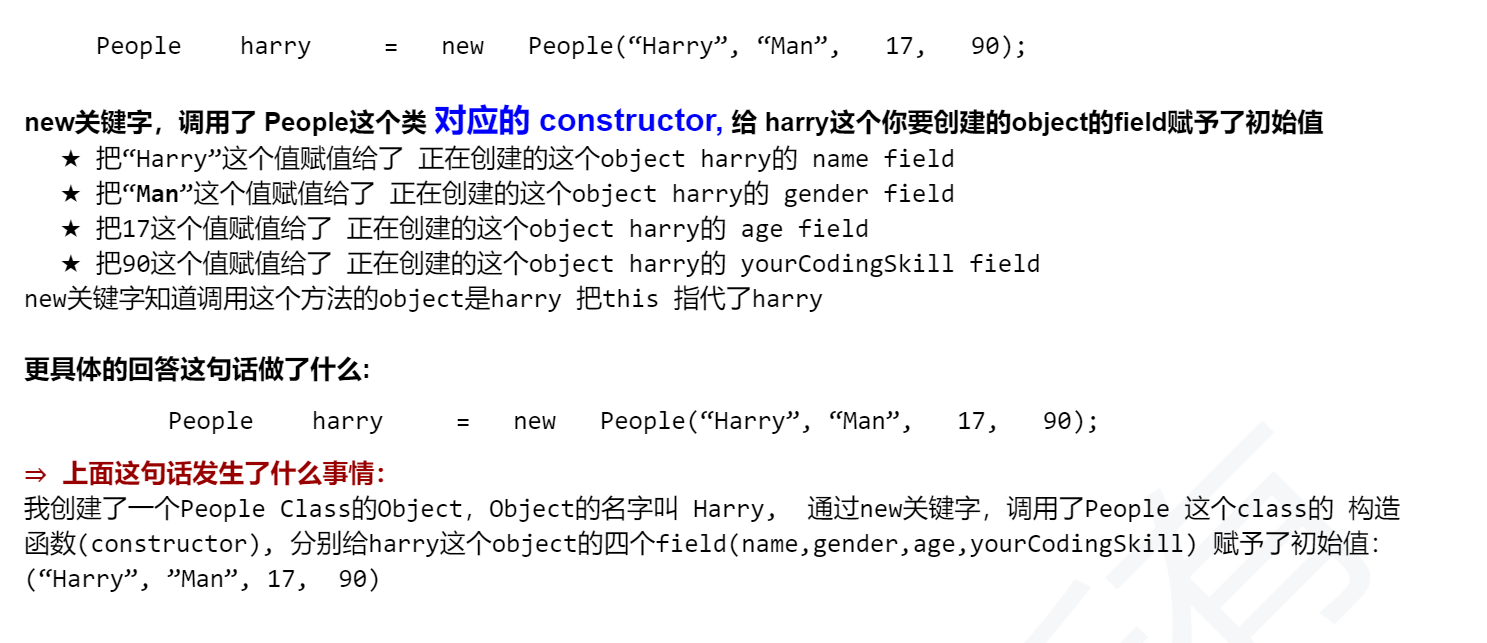 People harry = new People(“Harry”, “Man”, 17, 90);
new关键字，调用了 People这个类 对应的 constructor, 给 harry这个你要创建的object的field赋予了初始值
★ 把“Harry”这个值赋值给了 正在创建的这个object harry的 name field
★ 把“Man”这个值赋值给了 正在创建的这个object harry的 gender field
★ 把17这个值赋值给了 正在创建的这个object harry的 age field
★ 把90这个值赋值给了 正在创建的这个object harry的 yourCodingSkill field
new关键字知道调用这个方法的object是harry 把this 指代了harry
更具体的回答这句话做了什么:
People harry = new People(“Harry”, “Man”, 17, 90);
⇒ 上面这句话发生了什么事情:
我创建了一个People Class的Object，Object的名字叫 Harry, 通过new关键字，调用了People 这个class的 构造
函数(constructor), 分别给harry这个object的四个field(name,gender,age,yourCodingSkill) 赋予了初始值:
(“Harry”, ”Man”, 17, 90)
有